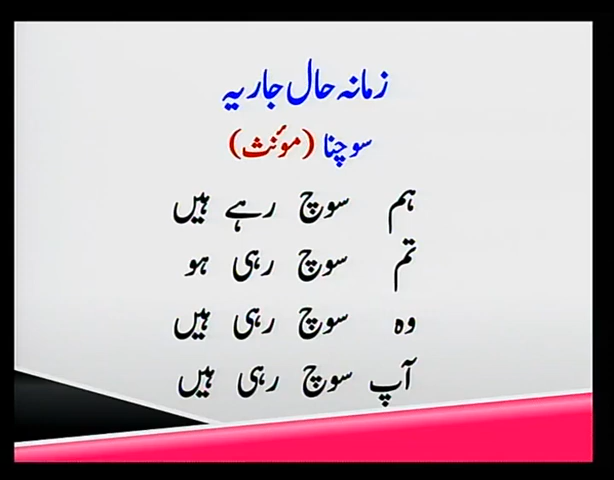 زمانہ حال جاریہ
سوچنا (موٴنث)
ہم سوچ رہے ہیں
تم سوچ رہی ہو
وہ سوچ رہی ہیں
آپ سوچ رہی ہیں